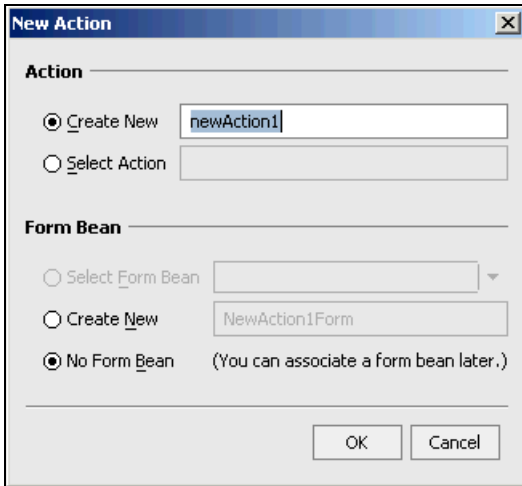 New Action
Action
Create New newAction1
Select Action
Form Bean
Select Form Bean
Create New NewAction1Form
No Form Bean (You can associate a form bean later.)
OK Cancel